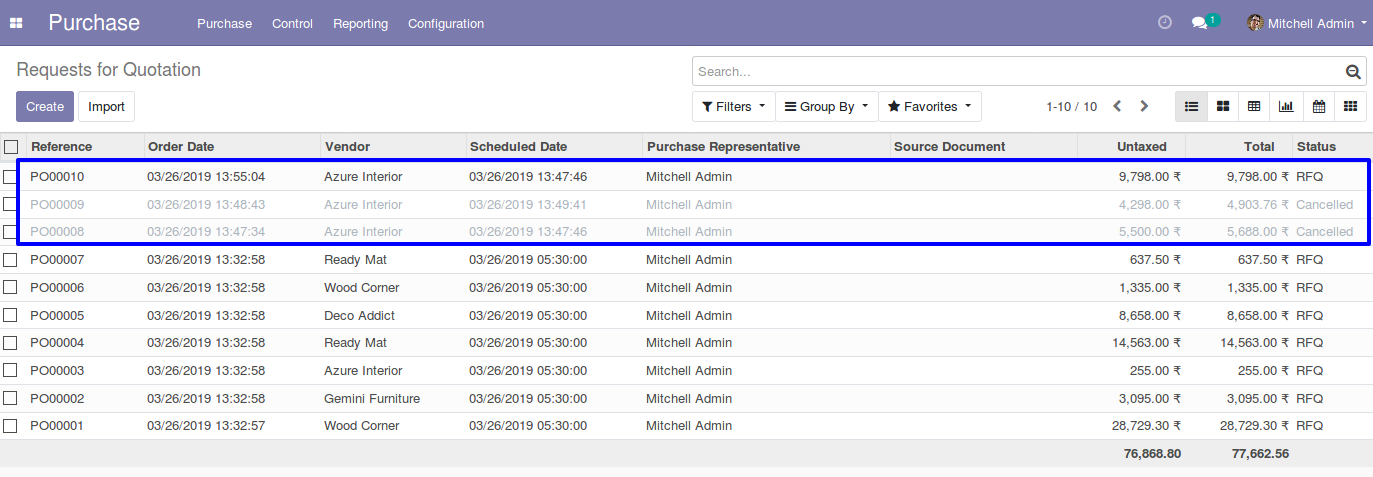 Purchase Purchase Control Reporting Configuration 1 Mitchell Admin
Requests for Quotation Search...
Create Import Filters Group By Favorites 1-10 / 10
Reference Order Date Vendor Scheduled Date Purchase Representative Source Document Untaxed Total Status
PO00010 03/26/2019 13:55:04 Azure Interior 03/26/2019 13:47:46 Mitchell Admin 9,798.00 ₹ 9,798.00 ₹ RFQ
PO00009 03/26/2019 13:48:43 Azure Interior 03/26/2019 13:49:41 Mitchell Admin 4,298.00 ₹ 4,903.76 ₹ Cancelled
PO00008 03/26/2019 13:47:34 Azure Interior 03/26/2019 13:47:46 Mitchell Admin 5,500.00 ₹ 5,688.00 ₹ Cancelled
PO00007 03/26/2019 13:32:58 Ready Mat 03/26/2019 05:30:00 Mitchell Admin 637.50 ₹ 637.50 ₹ RFQ
PO00006 03/26/2019 13:32:58 Wood Corner 03/26/2019 05:30:00 Mitchell Admin 1,335.00 ₹ 1,335.00 ₹ RFQ
PO00005 03/26/2019 13:32:58 Deco Addict 03/26/2019 05:30:00 Mitchell Admin 8,658.00 ₹ 8,658.00 ₹ RFQ
PO00004 03/26/2019 13:32:58 Ready Mat 03/26/2019 05:30:00 Mitchell Admin 14,563.00 ₹ 14,563.00 ₹ RFQ
PO00003 03/26/2019 13:32:58 Azure Interior 03/26/2019 05:30:00 Mitchell Admin 255.00 ₹ 255.00 ₹ RFQ
PO00002 03/26/2019 13:32:58 Gemini Furniture 03/26/2019 05:30:00 Mitchell Admin 3,095.00 ₹ 3,095.00 ₹ RFQ
PO00001 03/26/2019 13:32:57 Wood Corner 03/26/2019 05:30:00 Mitchell Admin 28,729.30 ₹ 28,729.30 ₹ RFQ
76,868.80 77,662.56